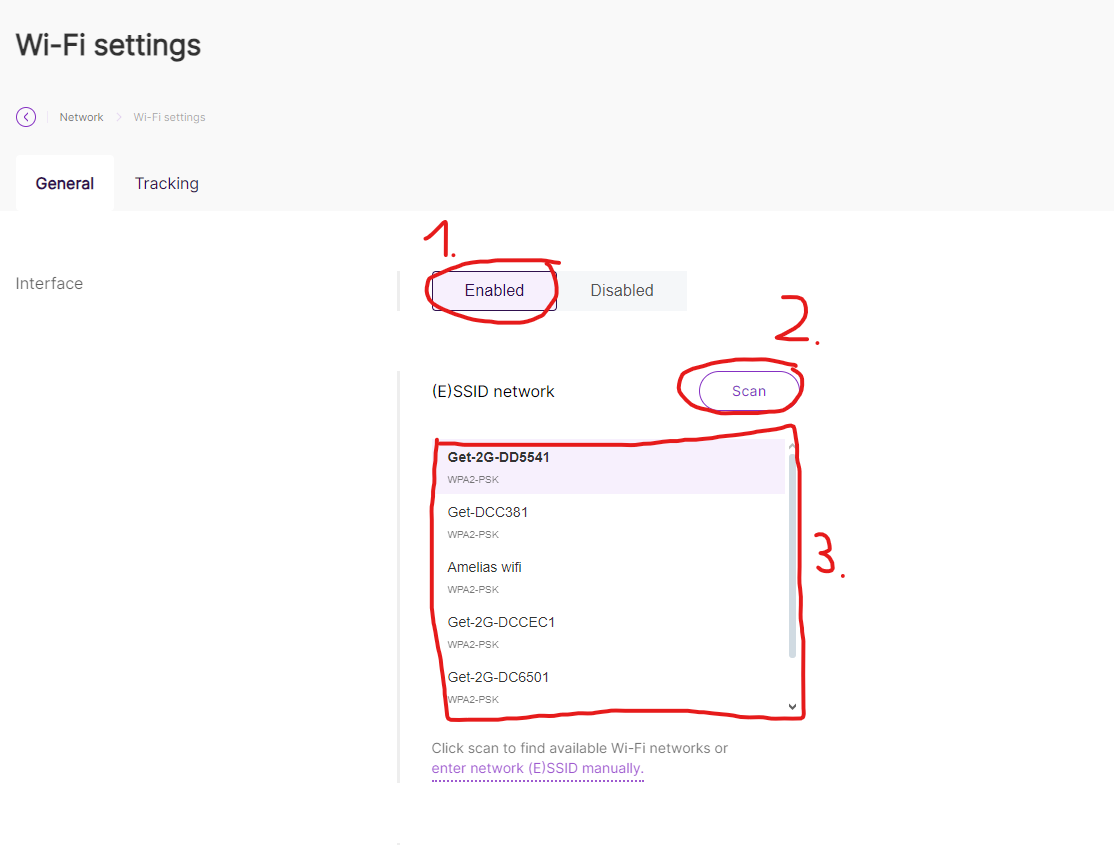 Wi-Fi settings
Network Wi-Fi settings
General Tracking
1.
Interface
Enabled Disabled
2.
(E)SSID network Scan
Get-2G-DD5541
WPA2-PSK
Get-DCC381
WPA2-PSK
Amelias wifi
WPA2-PSK
3.
Get-2G-DCCEC1
WPA2-PSK
Get-2G-DC6501
WPA2-PSK
Click scan to find available Wi-Fi networks or
enter network (E)SSID manually.